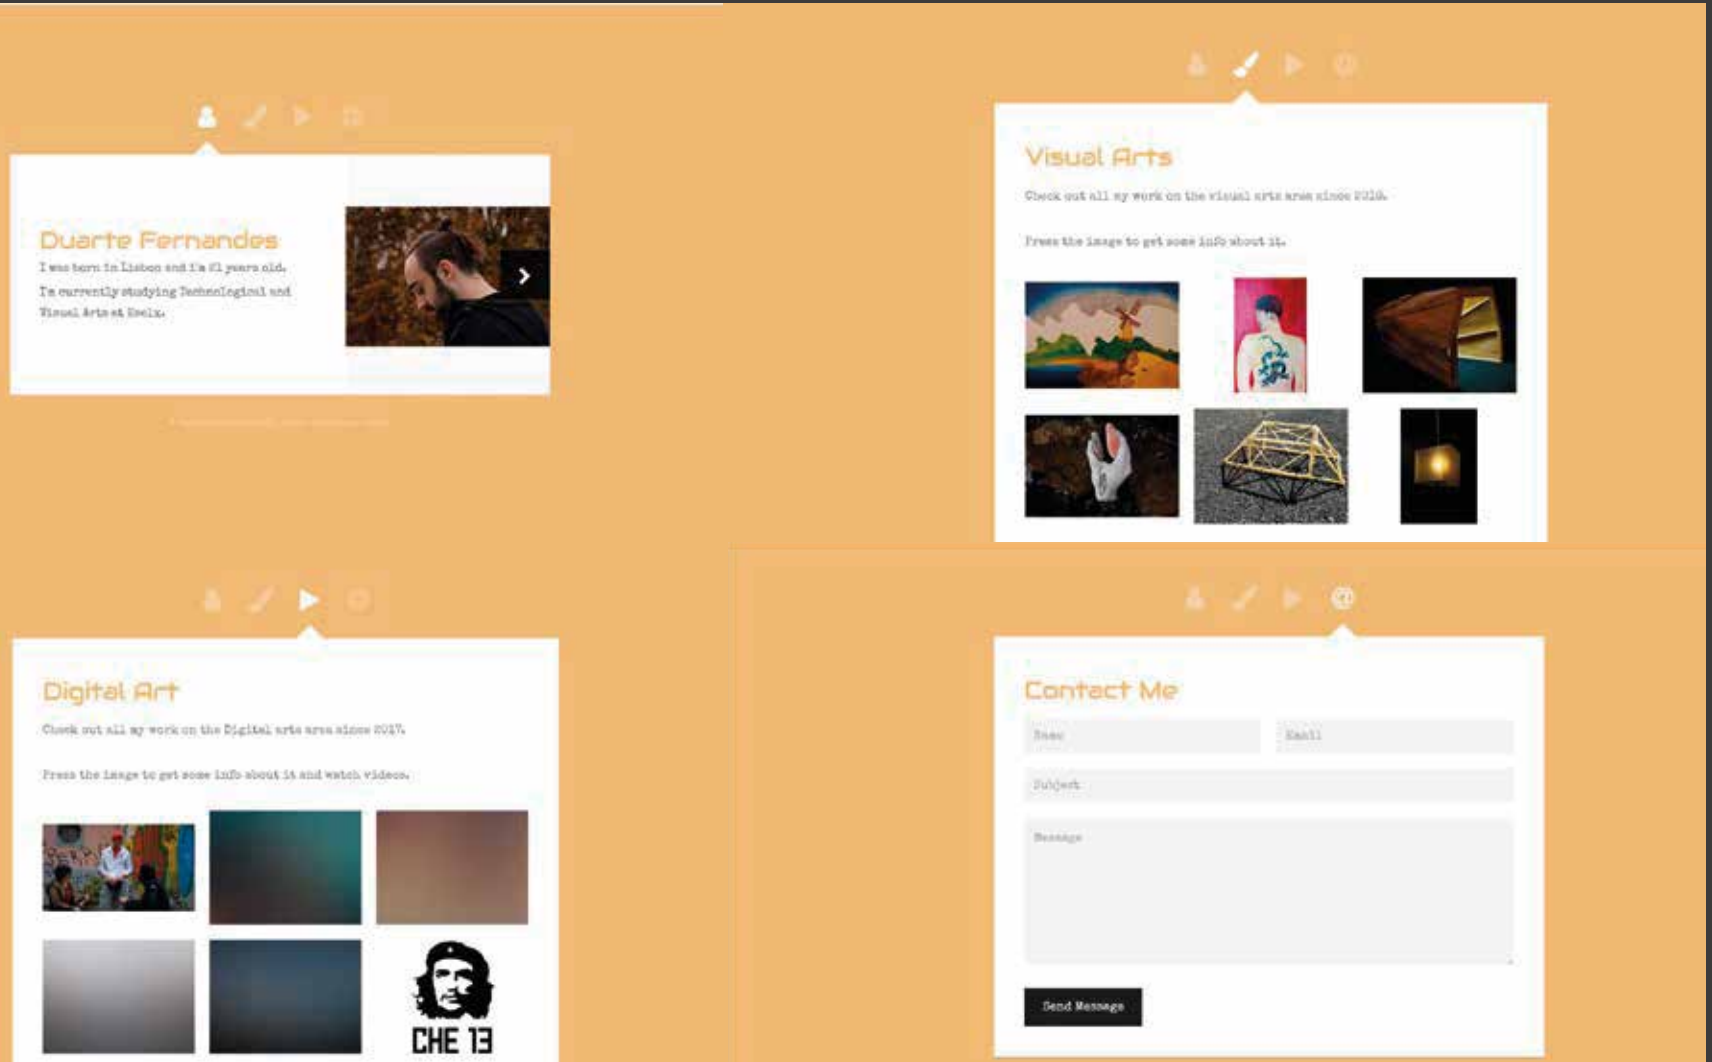 Duarte Fernandes
I was born in Lisbon and i'm 21 years old.
I'm currently studying Technological and
Visual Arts at
Visual Arts
Check out all my work on the visual arts area since
Press the image to get some info about it.
Digital Art
Check out all my work on the Digital arts area since 2017.
Press the image to get some info about it and watch videos.
CHE 13
Contact Me
Name
Email
Subject
Message
Send Message